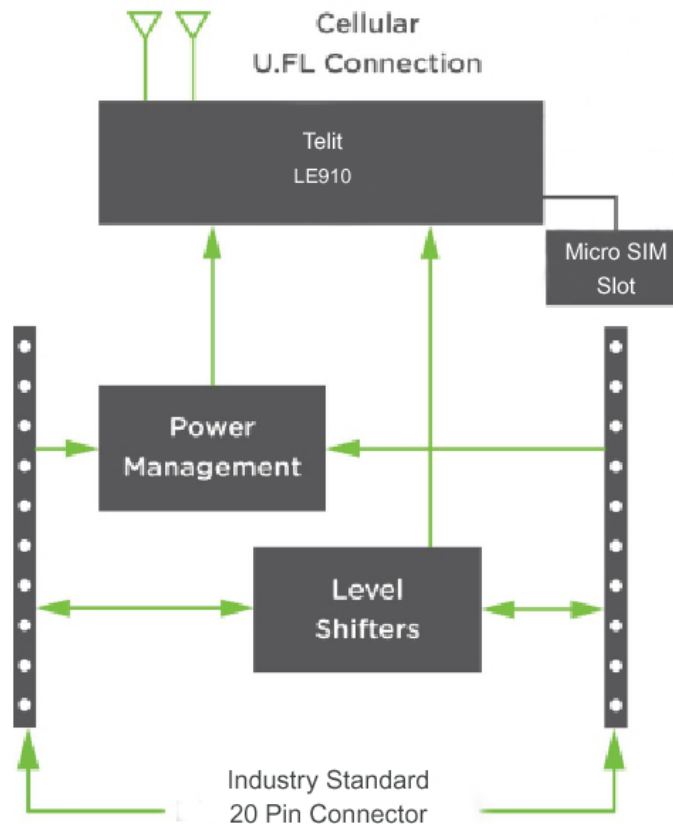 Cellular
U.FL Connection
Telit
LE910
Micro SIM
Slot
Power
Management
Level
Shifters
Industry Standard
20 Pin Connector